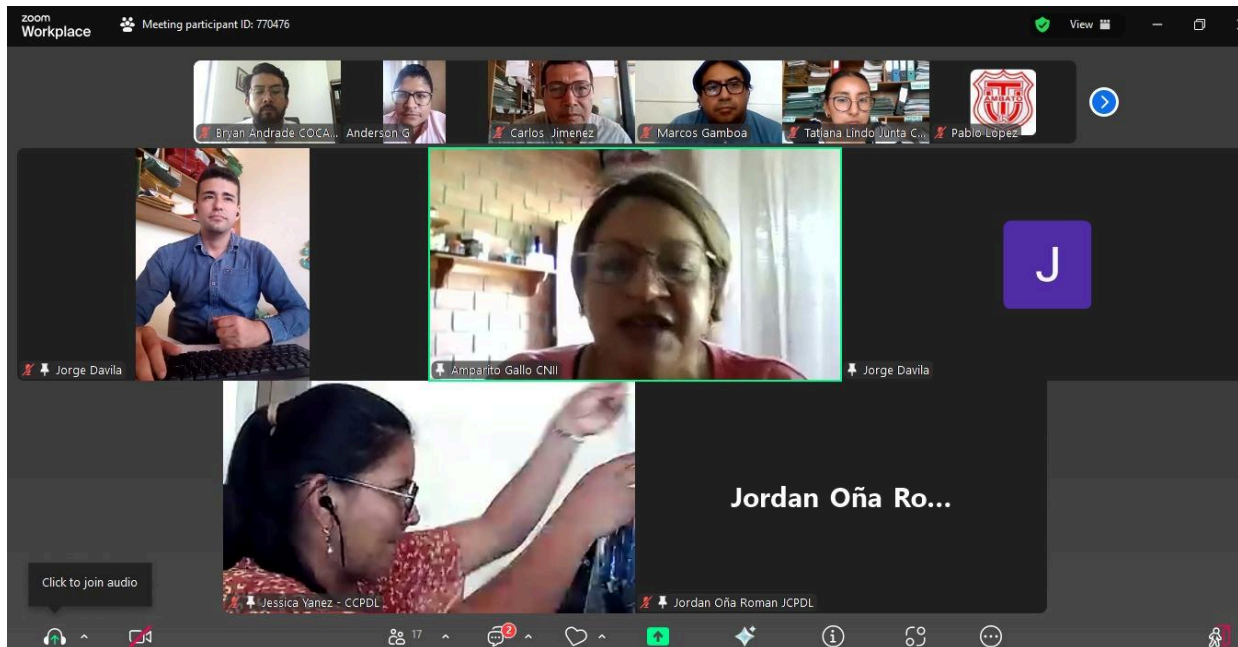 zoom
Workplace
Meeting participant ID: 770476
View
Bryan Andrade COCA...
Anderson G
Carlos Jimenez
Marcos Gamboa
Tatiana Lindo Junta C...
AMBATO
Pablo López
Jorge Davila
Amparito Gallo CNII
J
Jorge Davila
Jordan Oña Ro...
Click to join audio
Jessica Yanez - CCPDL
Jordan Oña Roman JCPDL
17
2